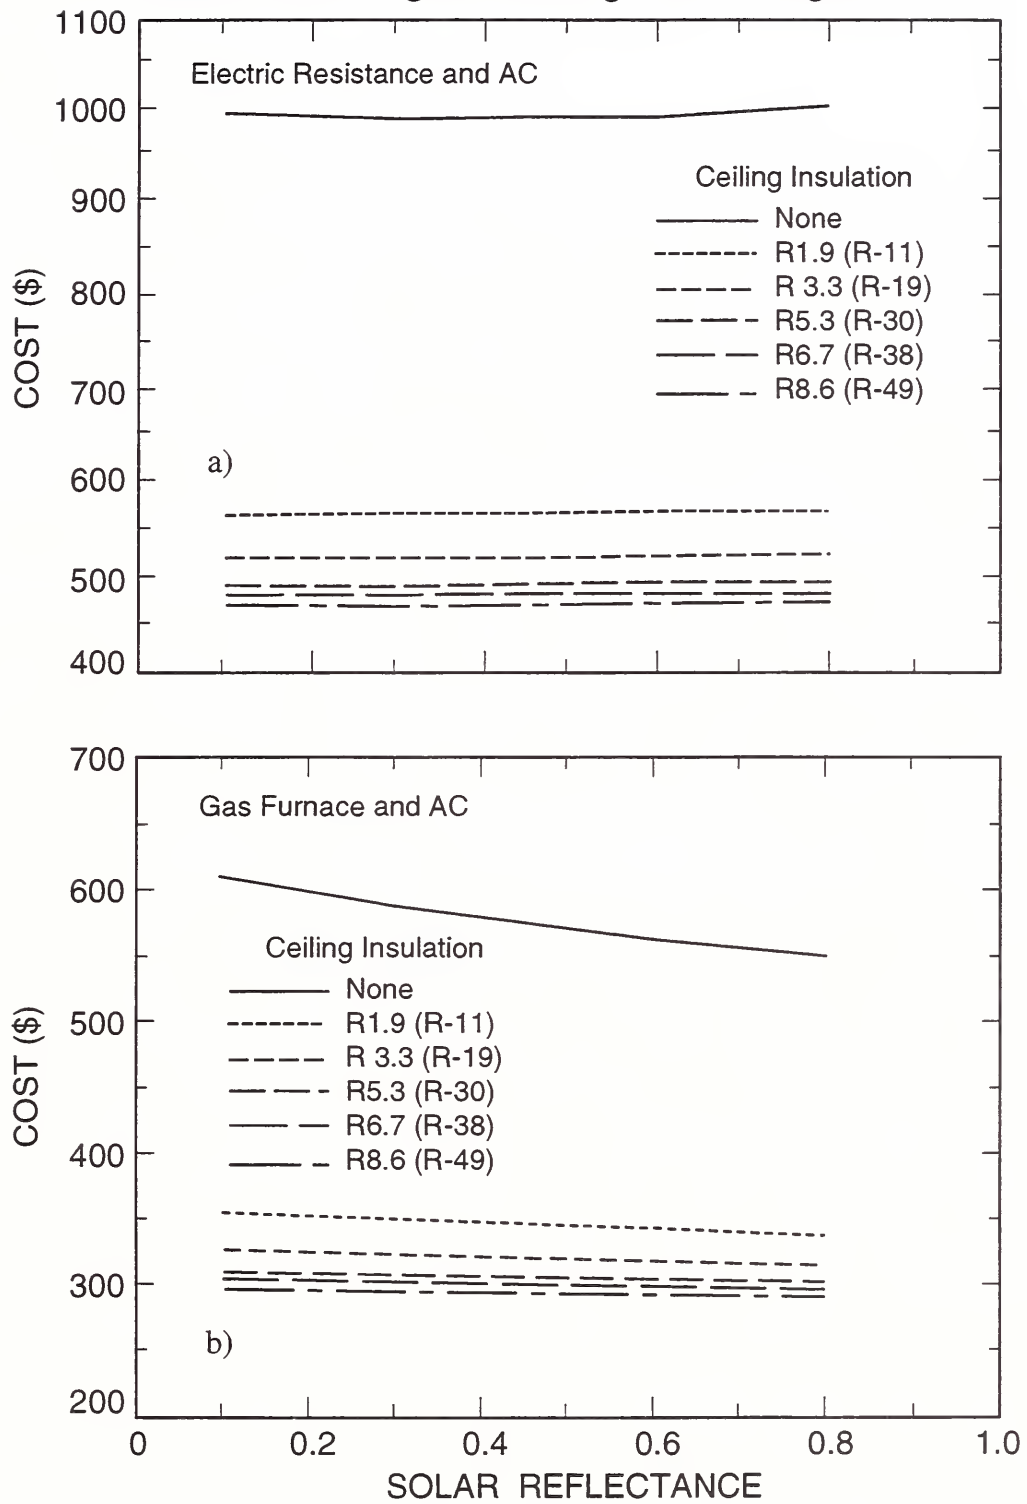 1100
Electric Resistance and AC
1000
Ceiling Insulation
900
None
R1.9 (R-11)
800
R 3.3 (R-19)
R5.3 (R-30)
R6.7 (R-38)
700
R8.6 (R-49)
COST ($)
a)
600
500
400
700
Gas Furnace and AC
600
Ceiling Insulation
None
500
R1.9 (R-11)
R 3.3 (R-19)
R5.3 (R-30)
R6.7 (R-38)
400
R8.6 (R-49)
COST ($)
300
b)
200
0 0.2 0.4 0.6 0.8 1.0
SOLAR REFLECTANCE